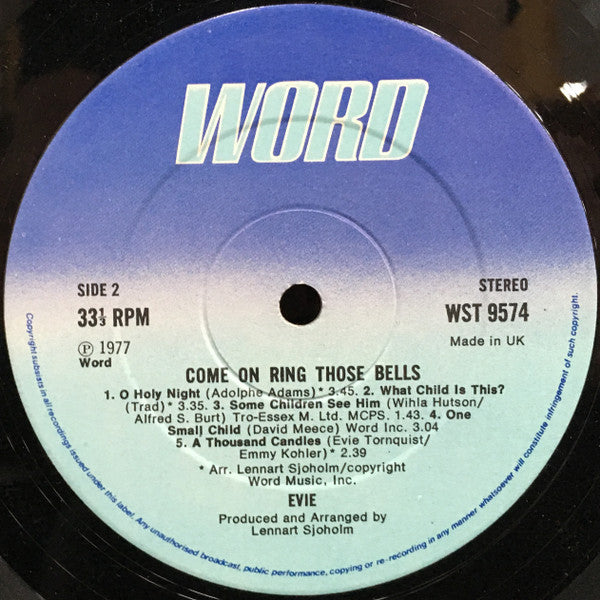 WORD
SIDE 2
33⅓ RPM
Ⓟ 1977
Word
STEREO
WST 9574
Made in UK
COME ON RING THOSE BELLS
1. O Holy Night (Adolphe Adams)* 3.45. 2. What Child Is This?
(Trad)* 3.35. 3. Some Children See Him (Wihla Hutson/
Alfred S. Burt) Tro-Essex M. Ltd. MCPS. 1.43. 4. One
Small Child (David Meece) Word Inc. 3.04
5. A Thousand Candles (Evie Tornquist/
Emmy Kohler)* 2.39
* Arr. Lennart Sjoholm/copyright
Word Music, Inc.
EVIE
Produced and Arranged by
Lennart Sjoholm
Copyright subsists in all recordings issued under this label. Any unauthorised broadcast, public performance, copying or re-recording in any manner whatsoever will constitute infringement of such copyright.